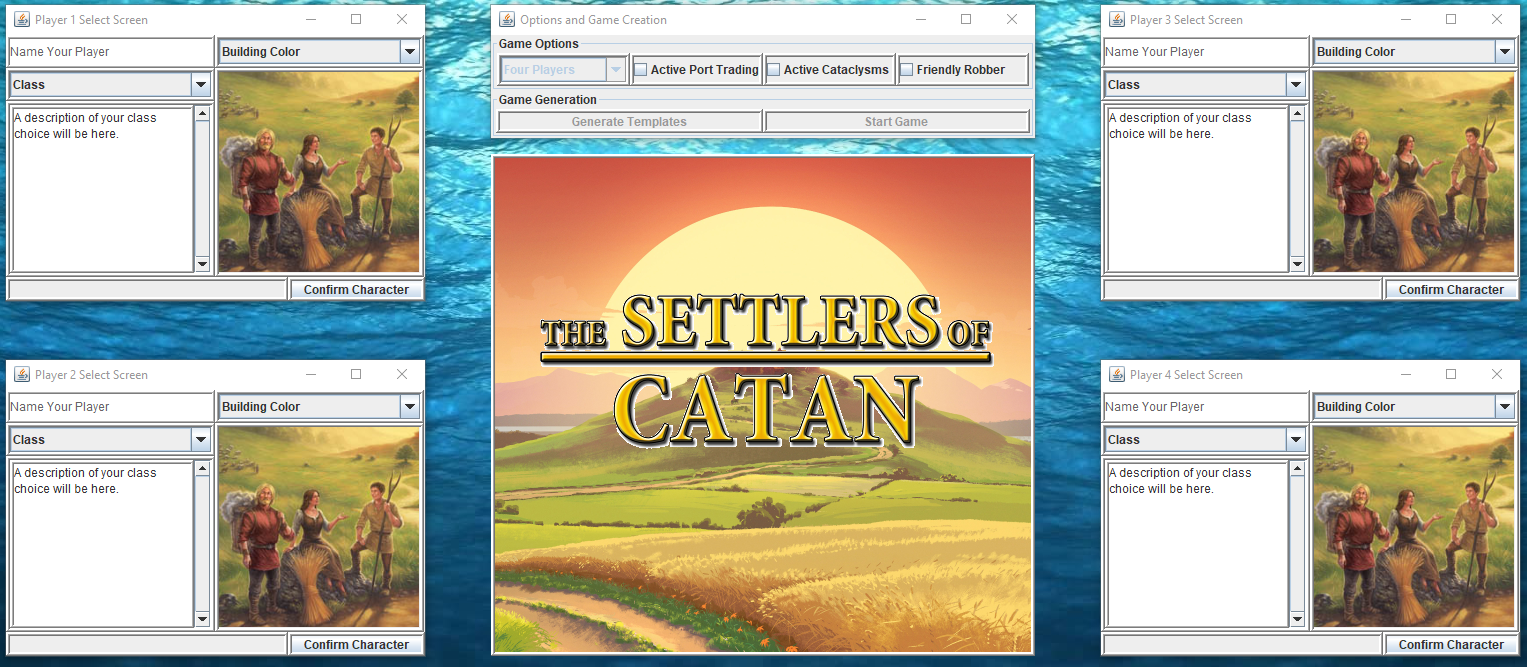 Player 1 Select Screen
Name Your Player
Building Color
Class
A description of your class
choice will be here.
Confirm Character
Player 2 Select Screen
Name Your Player
Building Color
Class
A description of your class
choice will be here.
Confirm Character
Options and Game Creation
Game Options
Four Players
Active Port Trading
Active Cataclysms
Friendly Robber
Game Generation
Generate Templates
Start Game
THE SETTLERS OF
CATAN
Player 3 Select Screen
Name Your Player
Building Color
Class
A description of your class
choice will be here.
Confirm Character
Player 4 Select Screen
Name Your Player
Building Color
Class
A description of your class
choice will be here.
Confirm Character